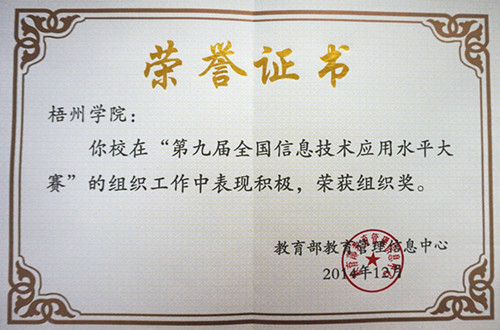 荣誉证书
梧州学院：
你校在“第九届全国信息技术应用水平大
赛”的组织工作中表现积极，荣获组织奖。
教育部教育管理信息中心
2014年12月